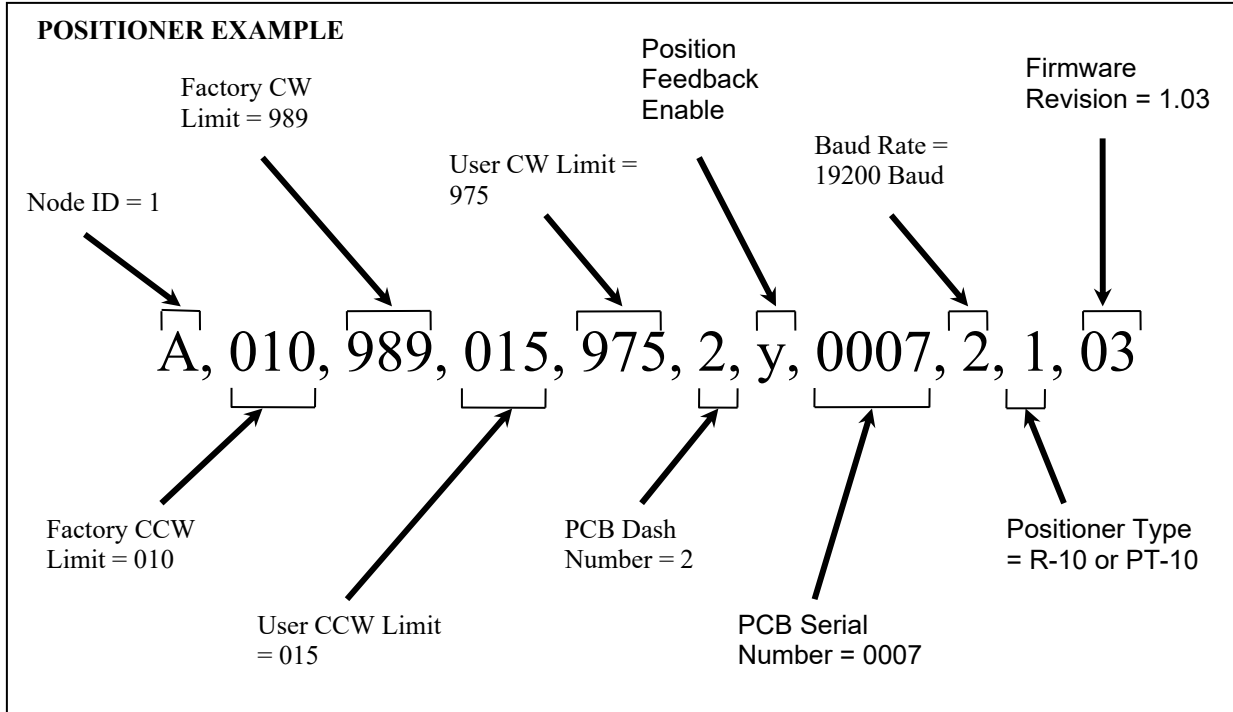 POSITIONER EXAMPLE
Factory CW
Limit = 989
Position
Feedback
Enable
Firmware
Revision = 1.03
Node ID = 1
User CW Limit =
975
Baud Rate =
19200 Baud
A, 010, 989, 015, 975, 2, y, 0007, 2, 1, 03
Factory CCW
Limit = 010
PCB Dash
Number = 2
Positioner Type
= R-10 or PT-10
User CCW Limit
= 015
PCB Serial
Number = 0007